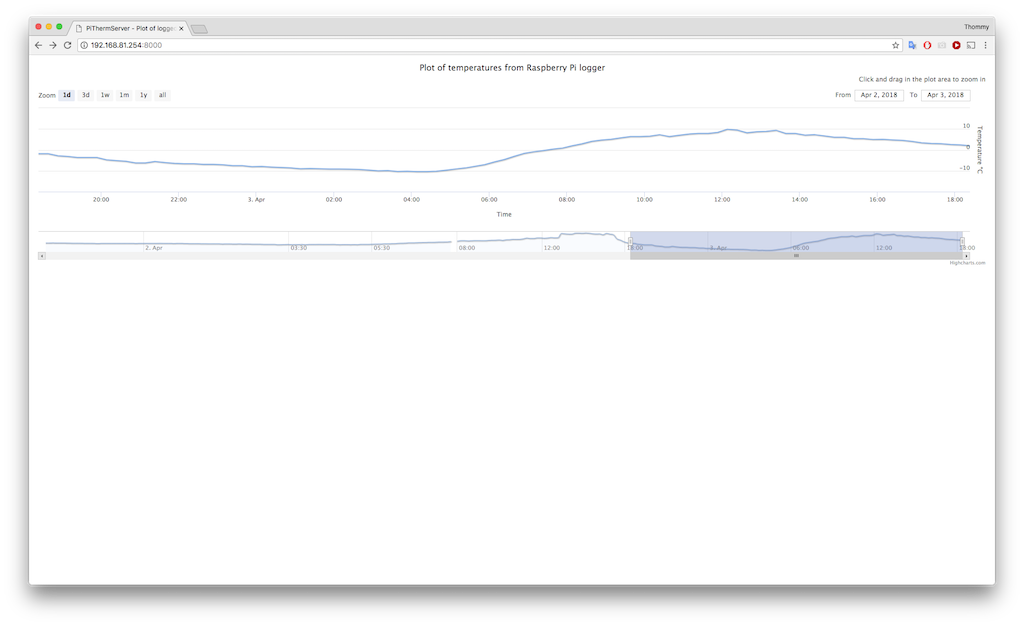 PiThermServer - Plot of logge
Thommy
192.168.81.254:8000
Plot of temperatures from Raspberry Pi logger
Click and drag in the plot area to zoom in
Zoom 1d 3d 1w 1m 1y all From Apr 2, 2018 To Apr 3, 2018
10
0
-10
Temperature °C
20:00 22:00 3. Apr 02:00 04:00 06:00 08:00 10:00 12:00 14:00 16:00 18:00
Time
2. Apr 03:30 05:30 08:00 12:00 18:00 3. Apr 06:00 12:00 18:00
Highcharts.com